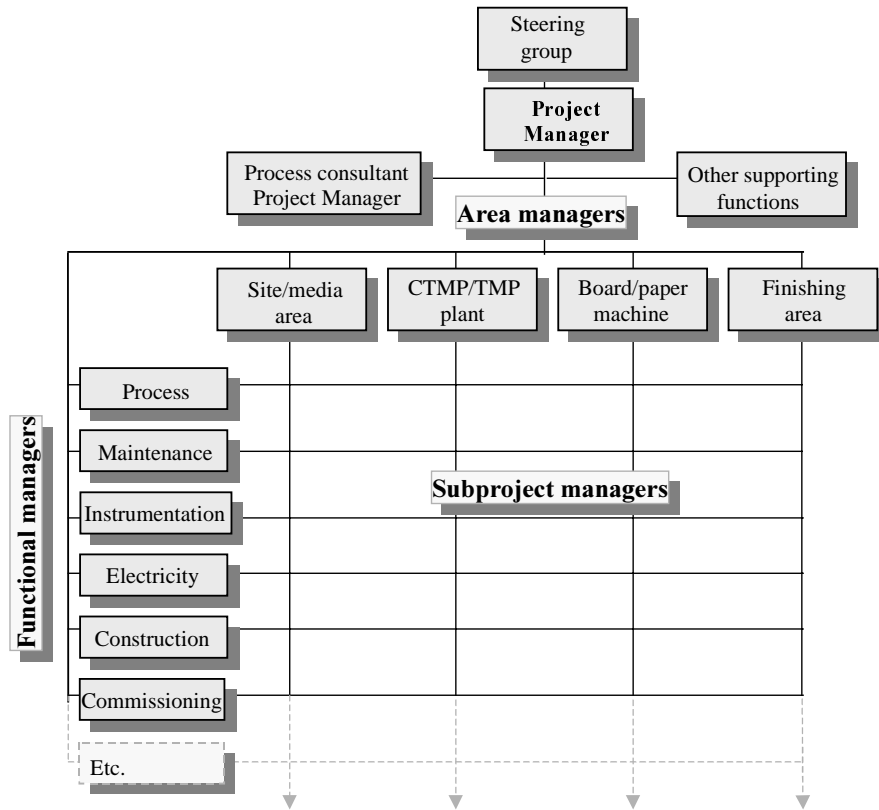 Steering
group
Project
Manager
Process consultant
Project Manager
Other supporting
functions
Area managers
Site/media
area
CTMP/TMP
plant
Board/paper
machine
Finishing
area
Functional managers
Process
Maintenance
Subproject managers
Instrumentation
Electricity
Construction
Commissioning
Etc.